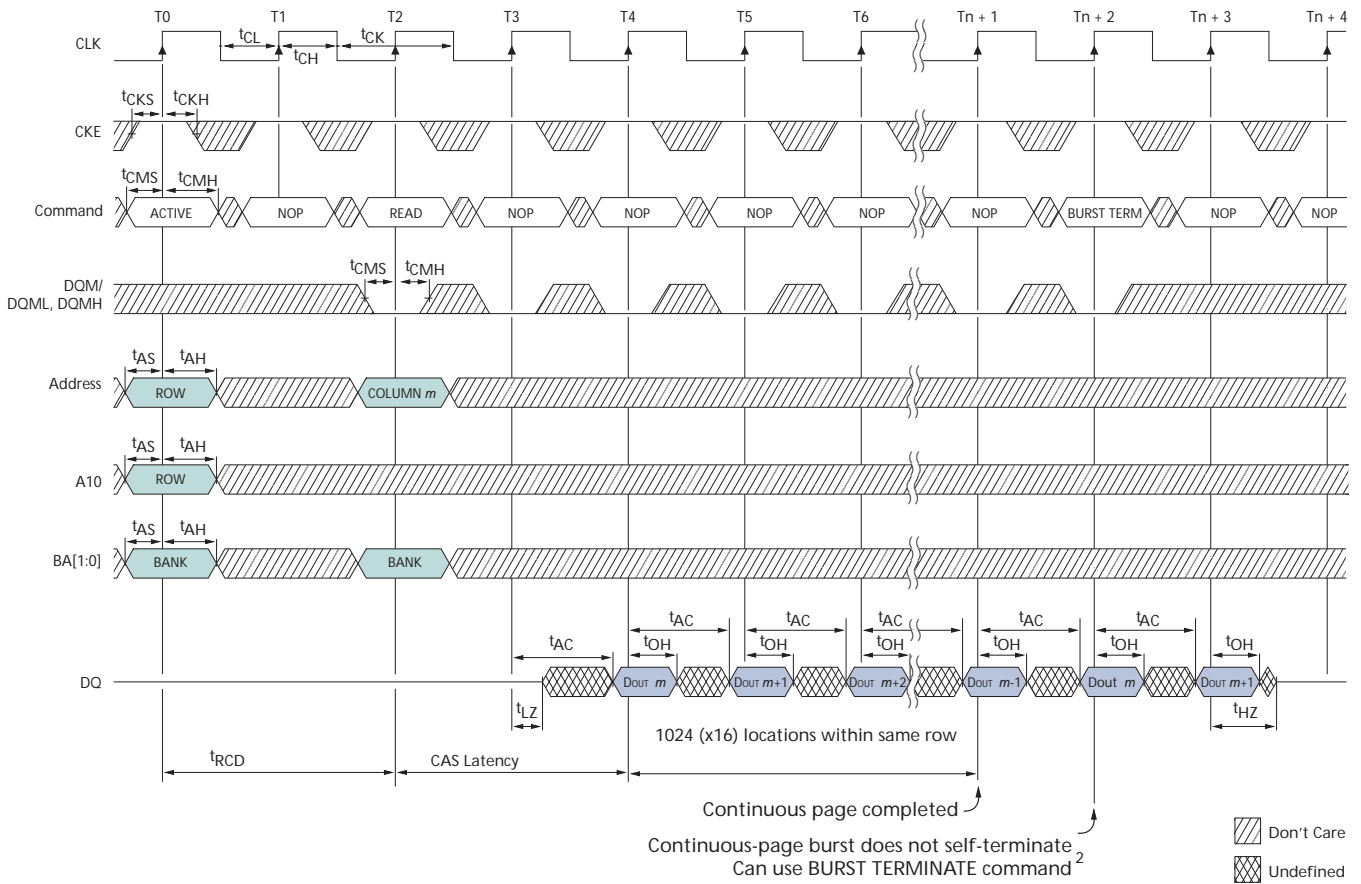 T0 T1 T2 T3 T4 T5 T6 Tn + 1 Tn + 2 Tn + 3 Tn + 4
CLK
tCL tCK
tCH
tCKS tCKH
CKE
tCMS tCMH
Command ACTIVE NOP READ NOP NOP NOP NOP NOP BURST TERM NOP NOP
tCMS tCMH
DQM/
DQML, DQMH
tAS tAH
Address ROW COLUMN m
tAS tAH
A10 ROW
tAS tAH
BA[1:0] BANK BANK
tAC tAC tAC tAC tAC tAC
tOH tOH tOH tOH tOH tOH
DQ DOUT m DOUT m+1 DOUT m+2 DOUT m-1 Dout m DOUT m+1
tLZ tHZ
1024 (x16) locations within same row
tRCD CAS Latency
Continuous page completed
Continuous-page burst does not self-terminate
Can use BURST TERMINATE command 2
Don't Care
Undefined